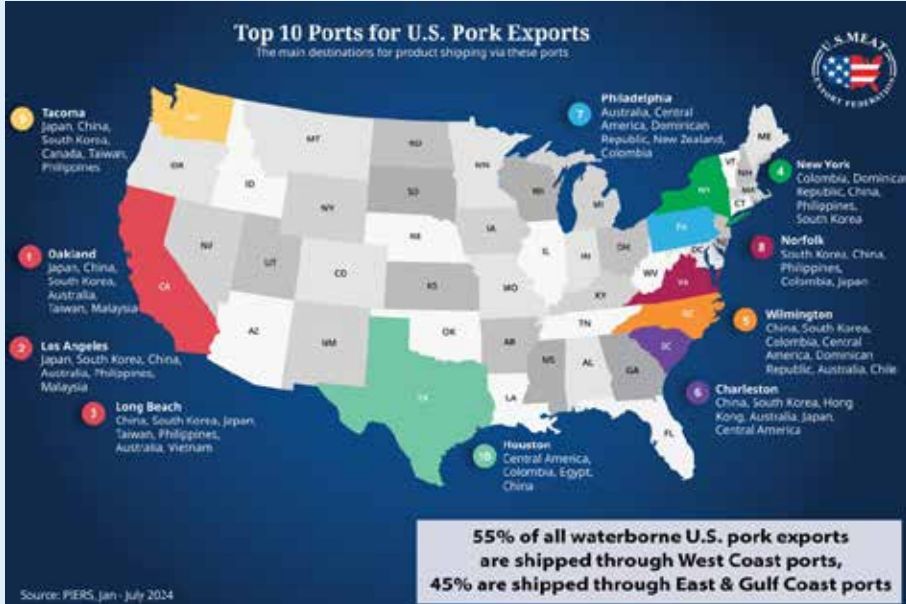 Top 10 Ports for U.S. Pork Exports
The main destinations for product shipping via these ports
U.S. MEAT
EXPORT FEDERATION
9
Tacoma
Japan, China,
South Korea,
Canada, Taiwan,
Philippines
1
Oakland
Japan, China,
South Korea,
Australia,
Taiwan, Malaysia
2
Los Angeles
Japan, South Korea, China,
Australia, Philippines,
Malaysia
3
Long Beach
China, South Korea, Japan,
Taiwan, Philippines,
Australia, Vietnam
7
Philadelphia
Australia, Central
America, Dominican
Republic, New Zealand,
Colombia
4
New York
Colombia, Dominican
Republic, China,
Philippines,
South Korea
8
Norfolk
South Korea, China,
Philippines,
Colombia, Japan
5
Wilmington
China, South Korea,
Colombia, Central
America, Dominican
Republic, Australia, Chile
6
Charleston
China, South Korea, Hong
Kong, Australia, Japan,
Central America
10
Houston
Central America,
Colombia, Egypt,
China
WA
OR
CA
ID
NV
MT
WY
UT
AZ
CO
NM
ND
SD
NE
KS
OK
TX
MN
IA
MO
AR
LA
WI
IL
MS
MI
IN
KY
TN
AL
OH
WV
VA
NC
SC
GA
FL
PA
NY
VT
NH
ME
MA
CT
NJ
DC
55% of all waterborne U.S. pork exports
are shipped through West Coast ports,
45% are shipped through East & Gulf Coast ports
Source: PIERS, Jan - July 2024